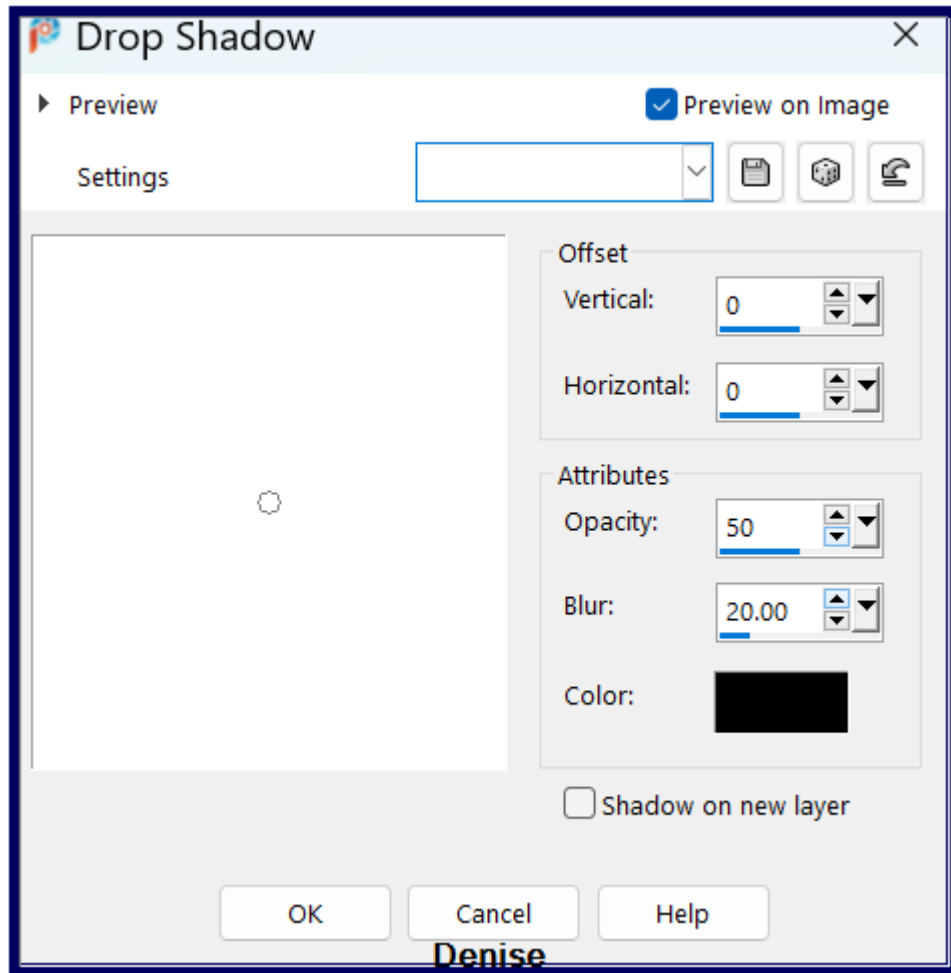 Drop Shadow
Preview
Preview on Image
Settings
Offset
Vertical: 0
Horizontal: 0
Attributes
Opacity: 50
Blur: 20.00
Color:
Shadow on new layer
OK Cancel Help
Denise